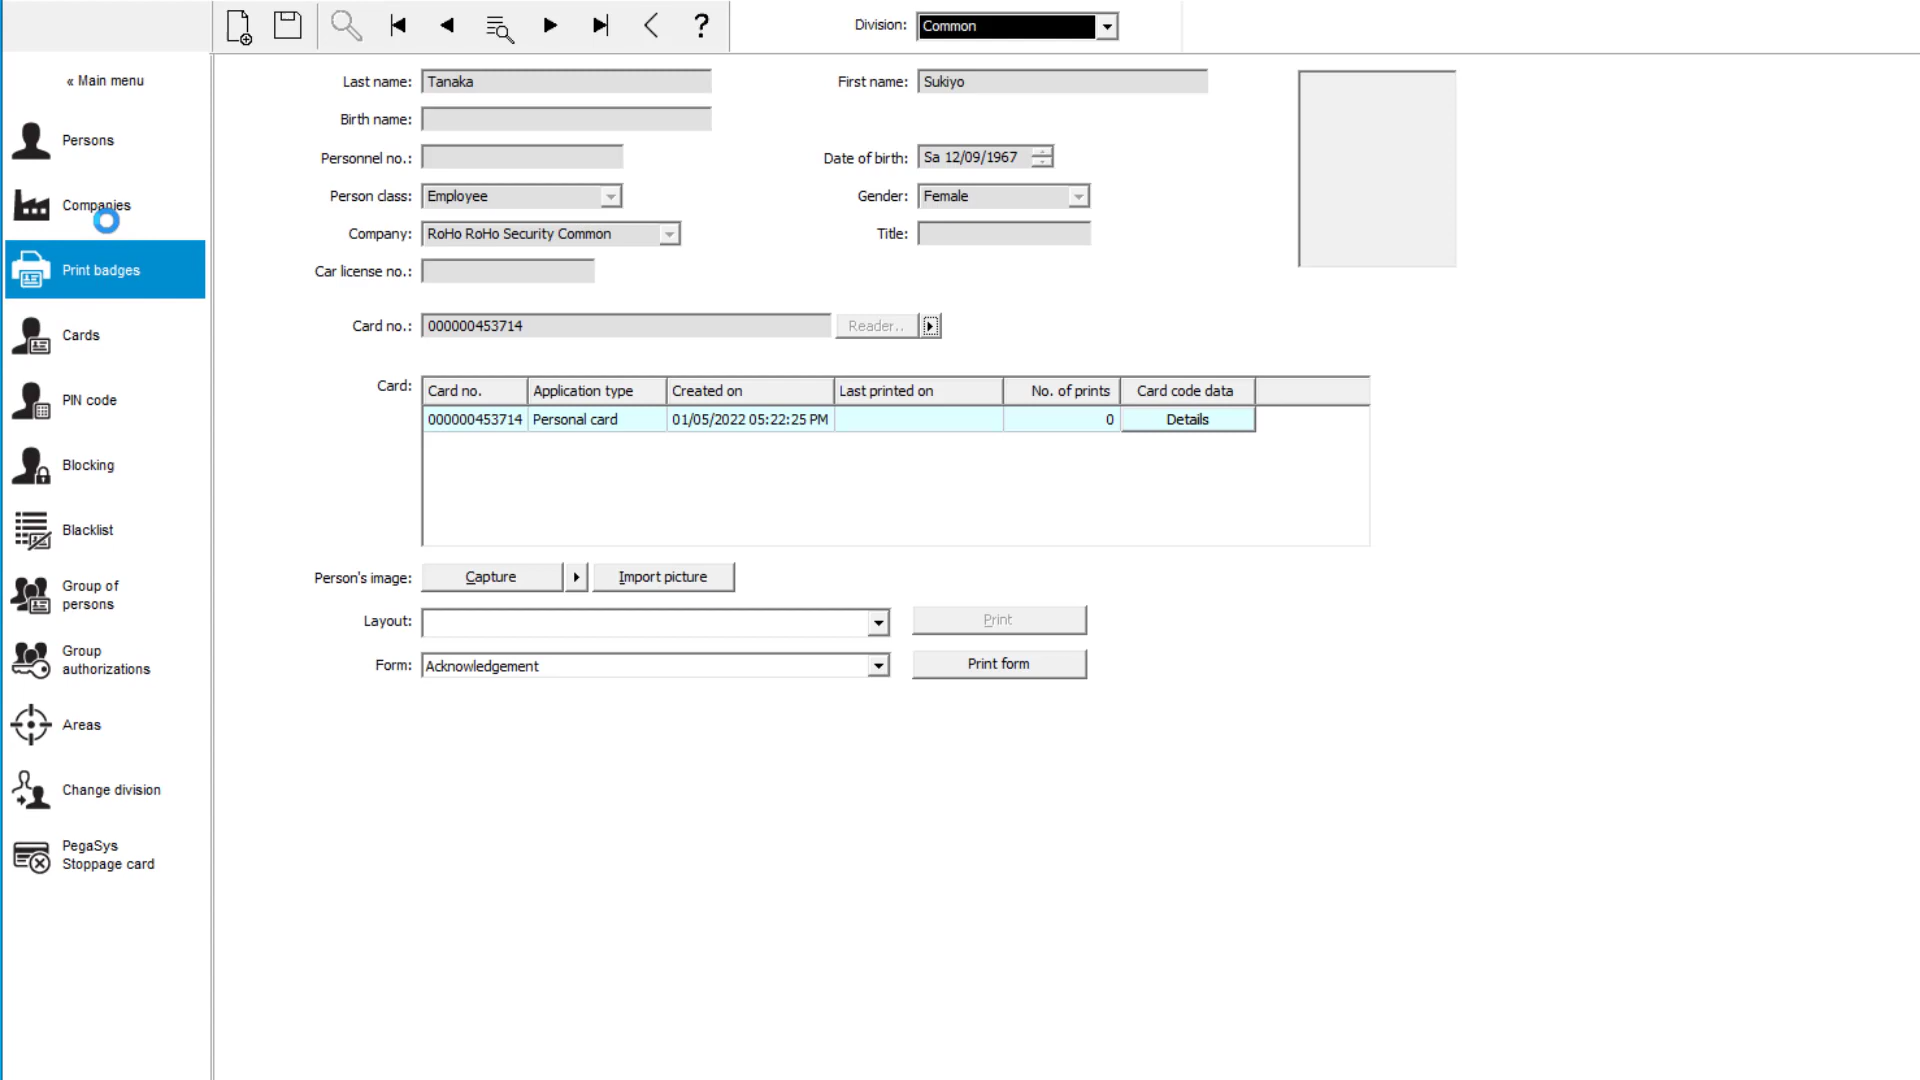 Division: Common
« Main menu
Persons
Companies
Print badges
Cards
PIN code
Blocking
Blacklist
Group of
persons
Group
authorizations
Areas
Change division
PegaSys
Stoppage card
Last name: Tanaka First name: Sukiyo
Birth name:
Personnel no.: Date of birth: Sa 12/09/1967
Person class: Employee Gender: Female
Company: RoHo RoHo Security Common Title:
Car license no.:
Card no.: 000000453714 Reader..
Card: Card no. Application type Created on Last printed on No. of prints Card code data
000000453714 Personal card 01/05/2022 05:22:25 PM 0 Details
Person's image: Capture Import picture
Layout: Print
Form: Acknowledgement Print form